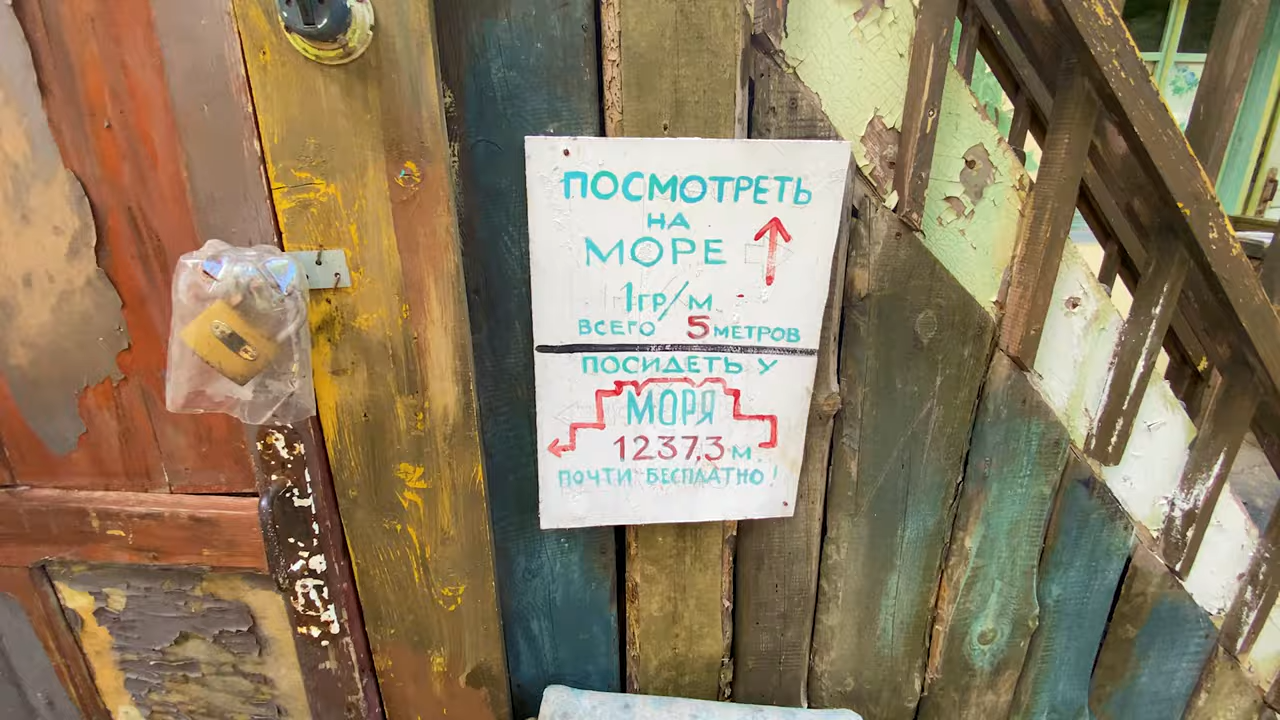 ПОСМОТРЕТЬ
НА
МОРЕ
1ГР/М
ВСЕГО 5МЕТРОВ
ПОСИДЕТЬ У
МОРЯ
1237,3М.
ПОЧТИ БЕСПЛАТНО!